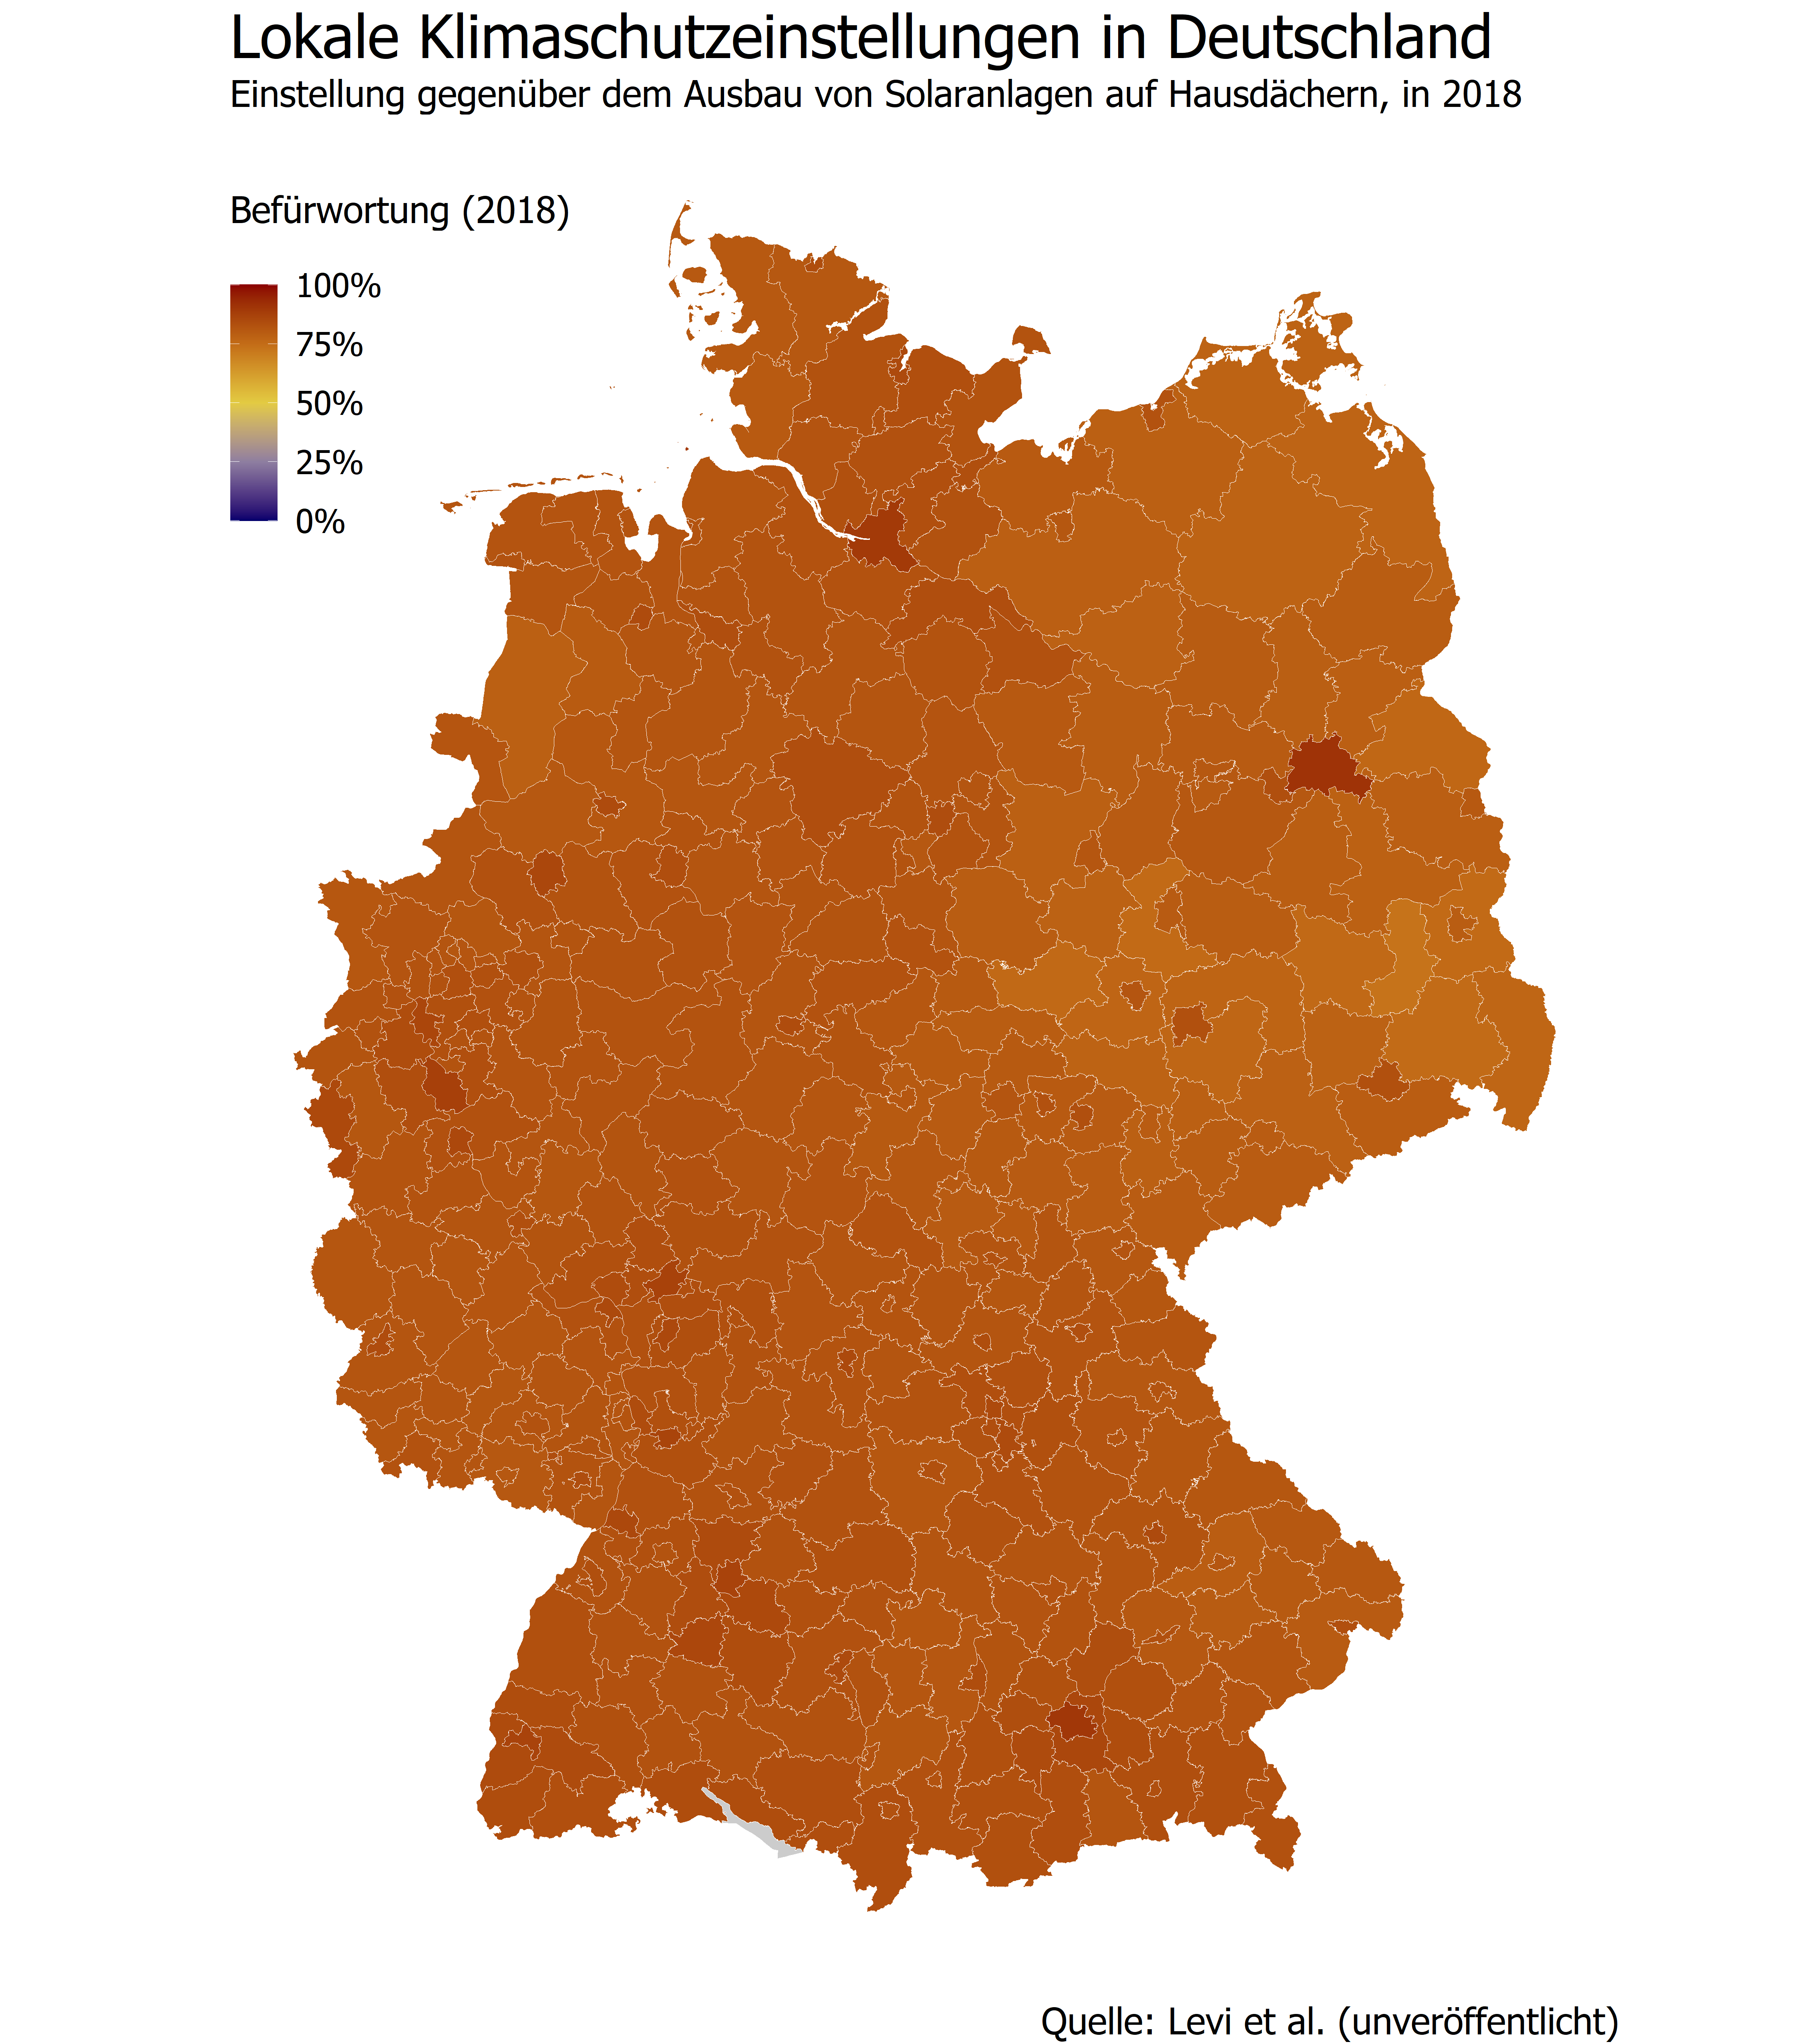 Lokale Klimaschutzeinstellungen in Deutschland
Einstellung gegenüber dem Ausbau von Solaranlagen auf Hausdächern, in 2018
Befürwortung (2018)
100%
75%
50%
25%
0%
Quelle: Levi et al. (unveröffentlicht)